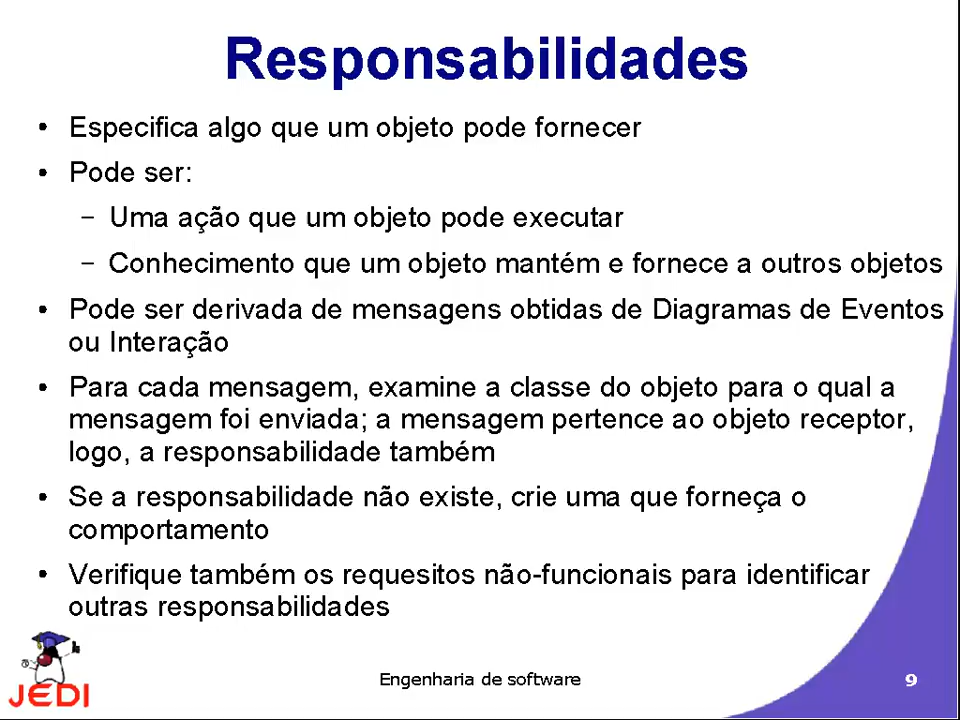 Responsabilidades
• Especifica algo que um objeto pode fornecer
• Pode ser:
– Uma ação que um objeto pode executar
– Conhecimento que um objeto mantém e fornece a outros objetos
• Pode ser derivada de mensagens obtidas de Diagramas de Eventos
ou Interação
• Para cada mensagem, examine a classe do objeto para o qual a
mensagem foi enviada; a mensagem pertence ao objeto receptor,
logo, a responsabilidade também
• Se a responsabilidade não existe, crie uma que forneça o
comportamento
• Verifique também os requesitos não-funcionais para identificar
outras responsabilidades
JEDI
Engenharia de software
9